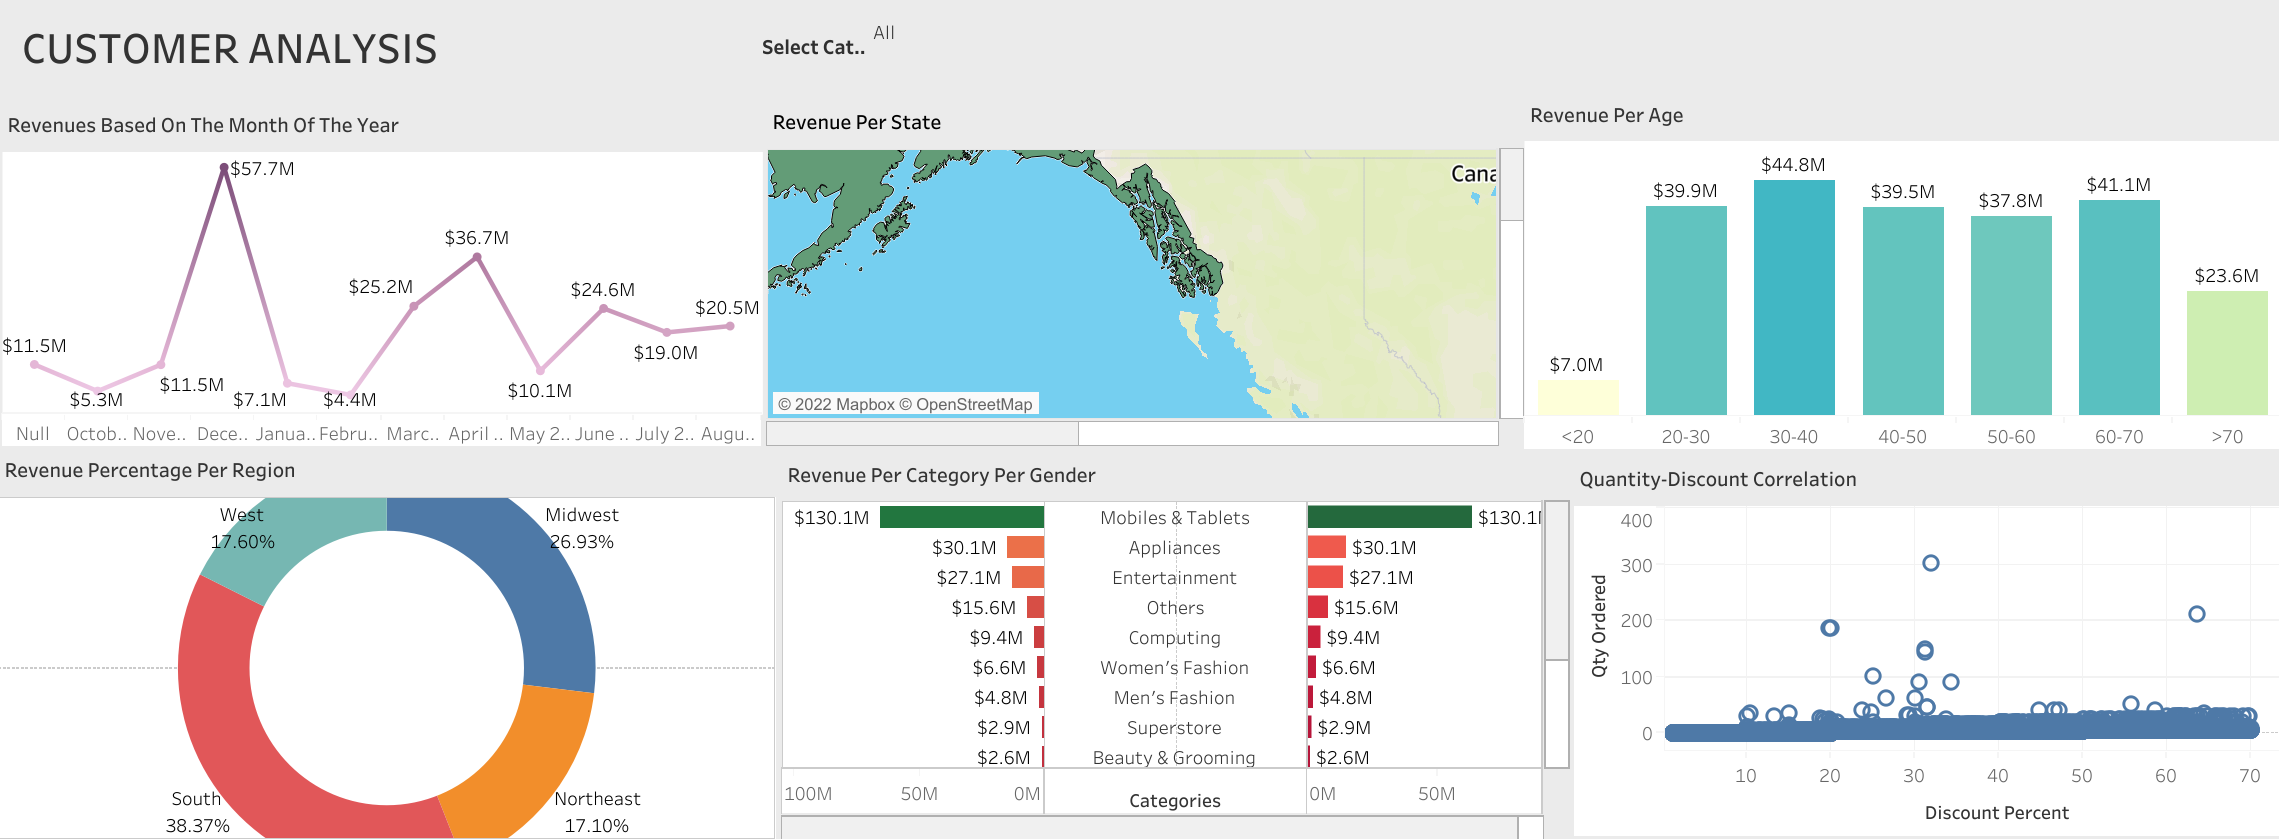 CUSTOMER ANALYSIS
Select Cat..
All
Revenues Based On The Month Of The Year
$57.7M
$36.7M
$25.2M
$24.6M
$20.5M
$11.5M
$19.0M
$11.5M
$10.1M
$5.3M
$7.1M
$4.4M
Null Octob.. Nove.. Dece.. Janua.. Febru.. Marc.. April .. May 2.. June .. July 2.. Augu..
Revenue Per State
Cana
© 2022 Mapbox © OpenStreetMap
Revenue Per Age
$44.8M
$39.9M
$39.5M
$37.8M
$41.1M
$23.6M
$7.0M
<20 20-30 30-40 40-50 50-60 60-70 >70
Revenue Percentage Per Region
West
17.60%
Midwest
26.93%
South
38.37%
Northeast
17.10%
Revenue Per Category Per Gender
$130.1M Mobiles & Tablets $130.1
$30.1M Appliances $30.1M
$27.1M Entertainment $27.1M
$15.6M Others $15.6M
$9.4M Computing $9.4M
$6.6M Women's Fashion $6.6M
$4.8M Men's Fashion $4.8M
$2.9M Superstore $2.9M
$2.6M Beauty & Grooming $2.6M
100M 50M 0M Categories 0M 50M
Quantity-Discount Correlation
Qty Ordered
400
300
200
100
0
10 20 30 40 50 60 70
Discount Percent